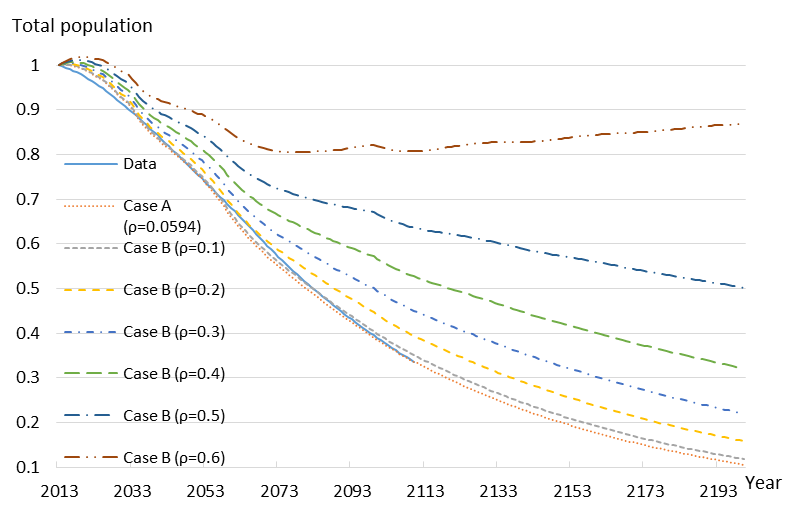 Total population
1
0.9
0.8
0.7
0.6
0.5
0.4
0.3
0.2
0.1
Data
Case A
(ρ=0.0594)
Case B (ρ=0.1)
Case B (ρ=0.2)
Case B (ρ=0.3)
Case B (ρ=0.4)
Case B (ρ=0.5)
Case B (ρ=0.6)
2013 2033 2053 2073 2093 2113 2133 2153 2173 2193
Year